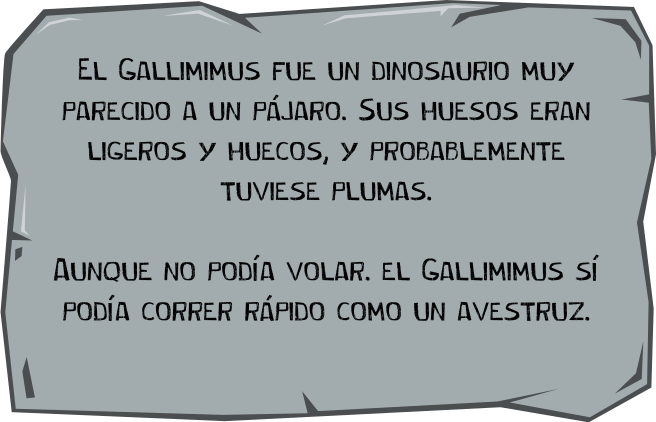 El Gallimimus fue un dinosaurio muy
parecido a un pájaro. Sus huesos eran
ligeros y huecos, y probablemente
tuviese plumas.
Aunque no podía volar. el Gallimimus sí
podía correr rápido como un avestruz.